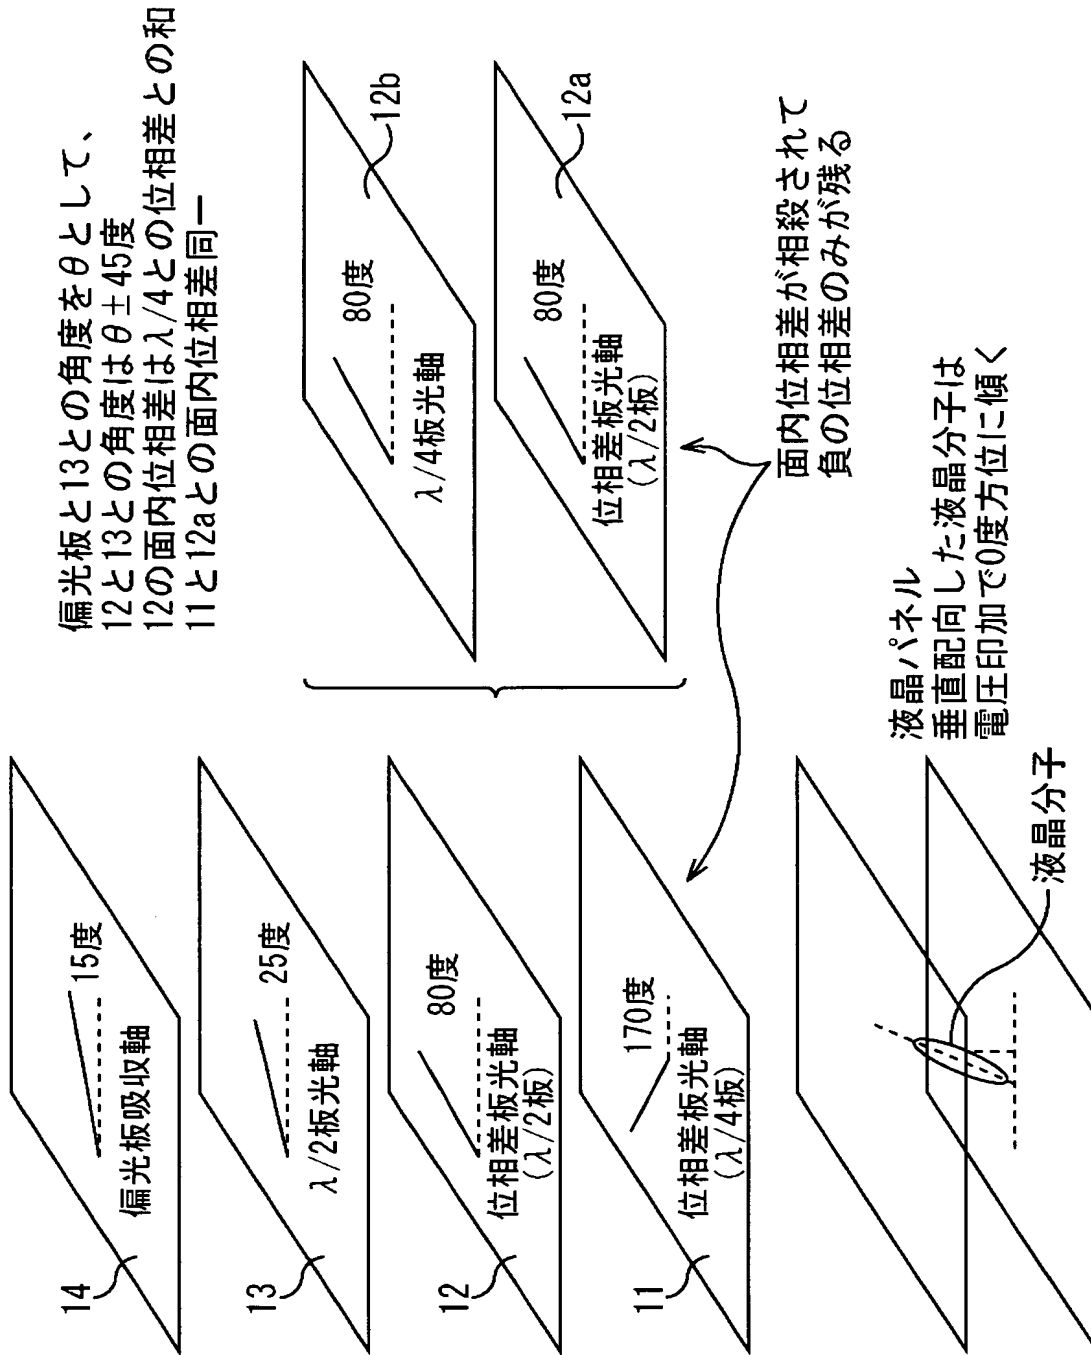 偏光板と13との角度をθとして、
12と13との角度はθ±45度
12の面内位相差はλ/4との位相差との和
11と12aとの面内位相差同一
14
15度
偏光板吸収軸
13
25度
λ/2板光軸
12
80度
位相差板光軸
(λ/2板)
11
170度
位相差板光軸
(λ/4板)
12b
80度
λ/4板光軸
12a
80度
位相差板光軸
(λ/2板)
面内位相差が相殺されて
負の位相差のみが残る
液晶パネル
垂直配向した液晶分子は
電圧印加で0度方位に傾く
液晶分子